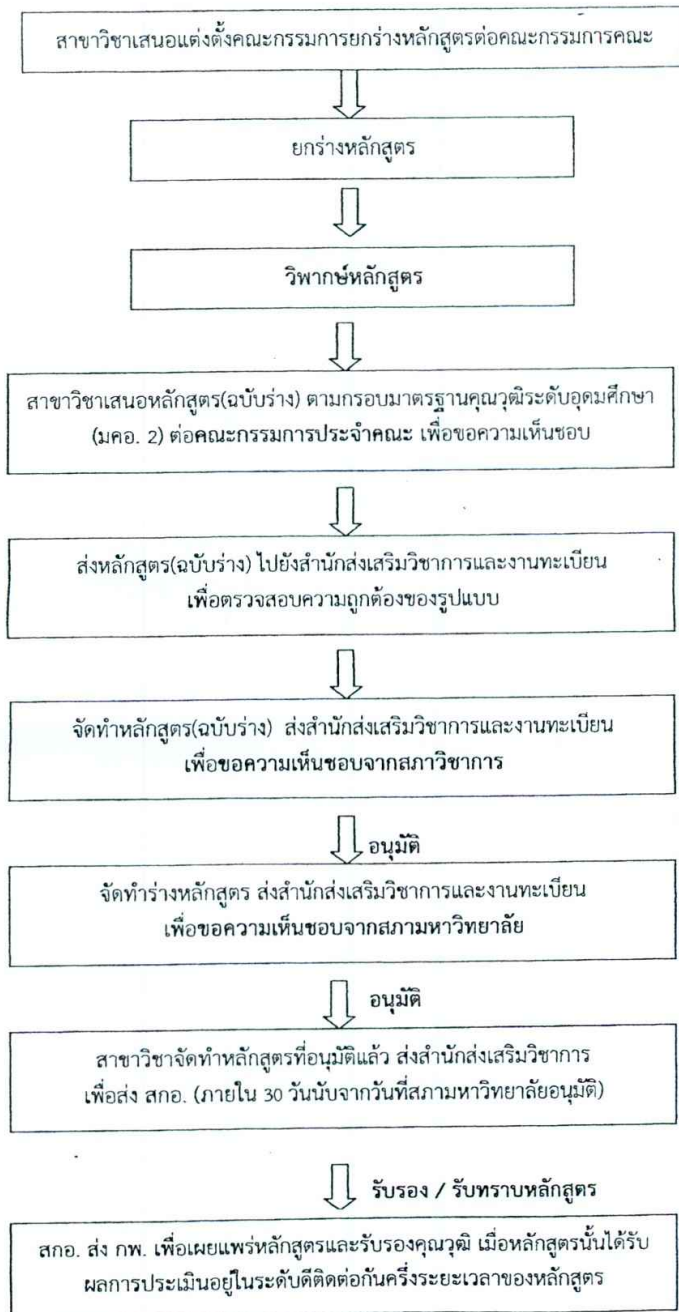 สาขาวิชาเสนอแต่งตั้งคณะกรรมการยกร่างหลักสูตรต่อคณะกรรมการคณะ
ยกร่างหลักสูตร
วิพากษ์หลักสูตร
สาขาวิชาเสนอหลักสูตร(ฉบับร่าง) ตามกรอบมาตรฐานคุณวุฒิระดับอุดมศึกษา
(มคอ. 2) ต่อคณะกรรมการประจำคณะ เพื่อขอความเห็นชอบ
ส่งหลักสูตร(ฉบับร่าง) ไปยังสำนักส่งเสริมวิชาการและงานทะเบียน
เพื่อตรวจสอบความถูกต้องของรูปแบบ
จัดทำหลักสูตร(ฉบับร่าง) ส่งสำนักส่งเสริมวิชาการและงานทะเบียน
เพื่อขอความเห็นชอบจากสภาวิชาการ
อนุมัติ
จัดทำร่างหลักสูตร ส่งสำนักส่งเสริมวิชาการและงานทะเบียน
เพื่อขอความเห็นชอบจากสภามหาวิทยาลัย
อนุมัติ
สาขาวิชาจัดทำหลักสูตรที่อนุมัติแล้ว ส่งสำนักส่งเสริมวิชาการ
เพื่อส่ง สกอ. (ภายใน 30 วันนับจากวันที่สภามหาวิทยาลัยอนุมัติ)
รับรอง / รับทราบหลักสูตร
สกอ. ส่ง กพ. เพื่อเผยแพร่หลักสูตรและรับรองคุณวุฒิ เมื่อหลักสูตรนั้นได้รับ
ผลการประเมินอยู่ในระดับดีติดต่อกันครึ่งระยะเวลาของหลักสูตร